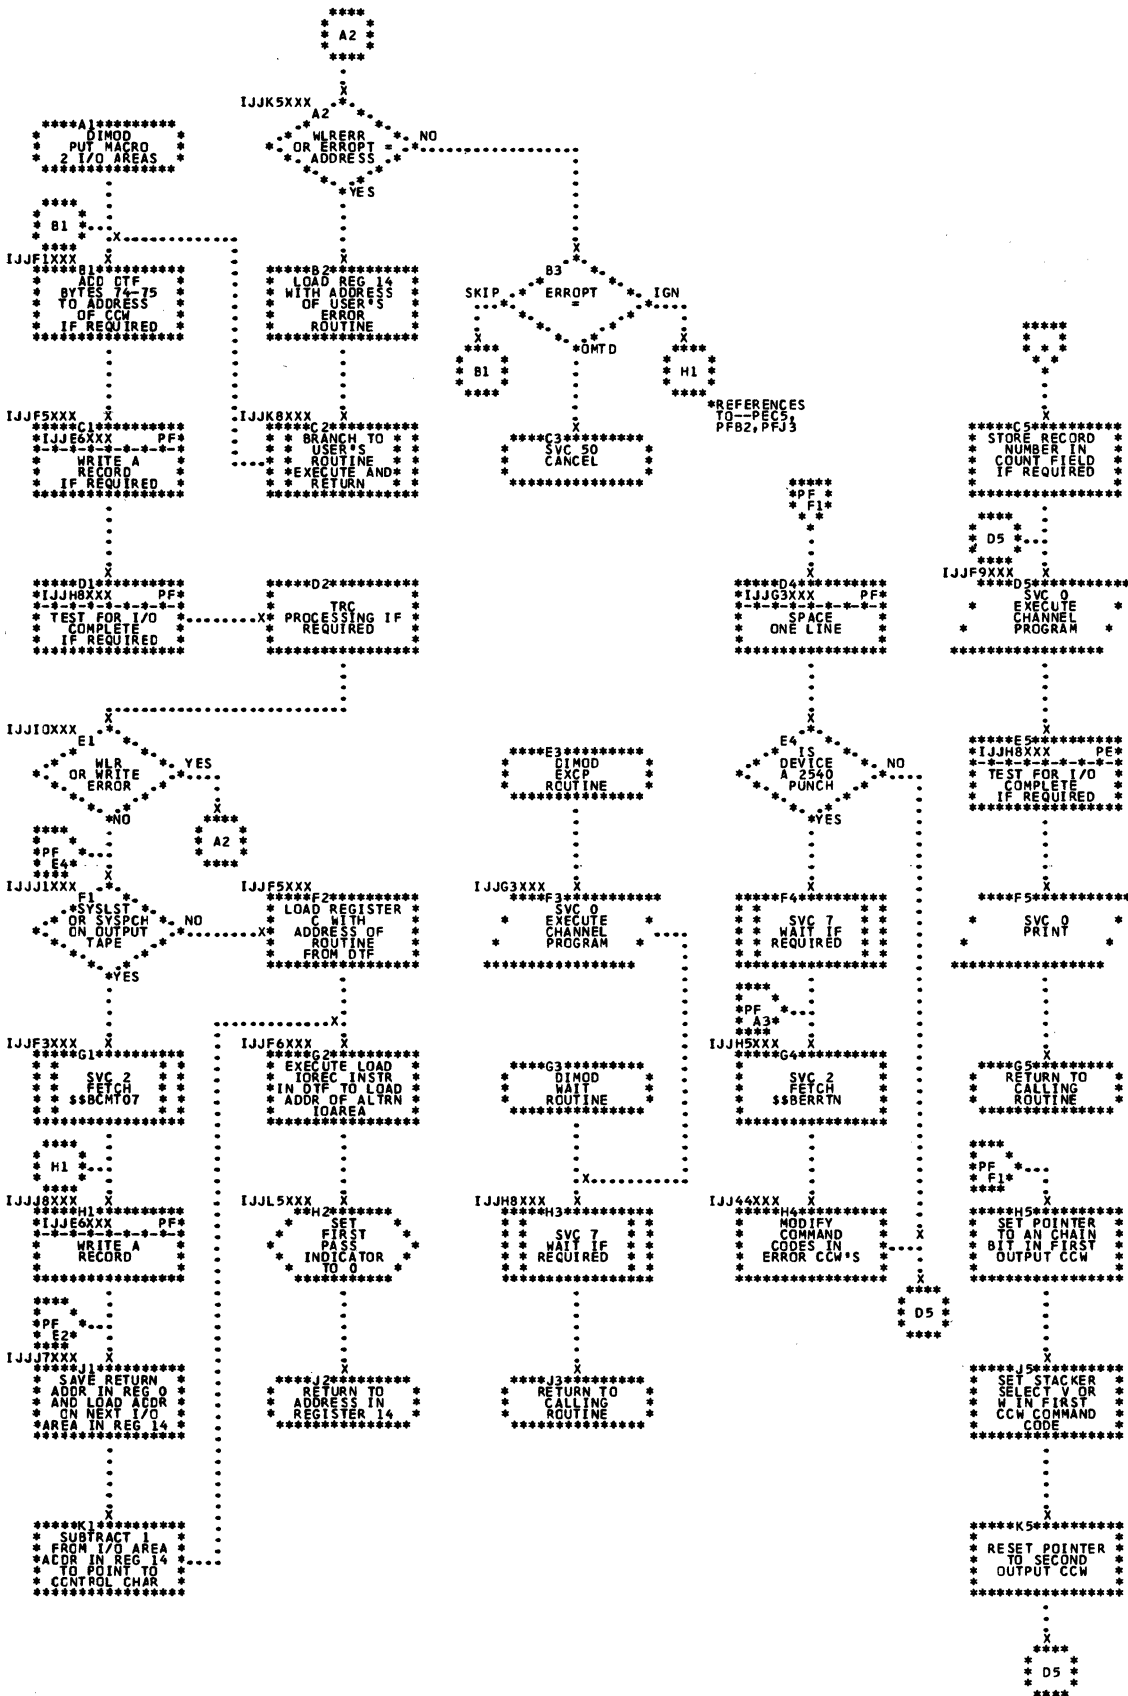 A2
IJJK5XXX
A2
WLRERR
OR ERROPT =
ADDRESS
NO
YES
A1
DIMOD
PUT MACRO
2 I/O AREAS
B1
IJJF1XXX
B1
ADD DTF
BYTES 74-75
TO ADDRESS
OF CCW
IF REQUIRED
B2
LOAD REG 14
WITH ADDRESS
OF USER'S
ERROR
ROUTINE
B3
SKIP
ERROPT
=
IGN
OMTD
B1
H1
*REFERENCES
TO--PEC5,
PFB2,PFJ3
IJJF5XXX
C1
IJJE6XXX PF
WRITE A
RECORD
IF REQUIRED
IJJK8XXX
C2
BRANCH TO
USER'S
ROUTINE
EXECUTE AND
RETURN
C3
SVC 50
CANCEL
C5
STORE RECORD
NUMBER IN
COUNT FIELD
IF REQUIRED
PF
F1
D5
D1
IJJH8XXX PF
TEST FOR I/O
COMPLETE
IF REQUIRED
D2
TRC
PROCESSING IF
REQUIRED
D4
IJJG3XXX PF
SPACE
ONE LINE
IJJF9XXX
D5
SVC 0
EXECUTE
CHANNEL
PROGRAM
IJJI0XXX
E1
WLR
OR WRITE
ERROR
YES
NO
A2
E3
DIMOD
EXCP
ROUTINE
E4
IS
DEVICE
A 2540
PUNCH
NO
YES
E5
IJJH8XXX PE
TEST FOR I/O
COMPLETE
IF REQUIRED
PF
E4
IJJJ1XXX
F1
SYSLST
OR SYSPCH
ON OUTPUT
TAPE
NO
YES
IJJF5XXX
F2
LOAD REGISTER
C WITH
ADDRESS OF
ROUTINE
FROM DTF
IJJG3XXX
F3
SVC 0
EXECUTE
CHANNEL
PROGRAM
F4
SVC 7
WAIT IF
REQUIRED
F5
SVC 0
PRINT
PF
A3
IJJF3XXX
G1
SVC 2
FETCH
$$BCMT07
IJJF6XXX
G2
EXECUTE LOAD
IOREC INSTR
IN DTF TO LOAD
ADDR OF ALTRN
IOAREA
G3
DIMOD
WAIT
ROUTINE
IJJH5XXX
G4
SVC 2
FETCH
$$BERRTN
G5
RETURN TO
CALLING
ROUTINE
H1
PF
F1
IJJJ8XXX
H1
IJJE6XXX PF
WRITE A
RECORD
IJJL5XXX
H2
SET
FIRST
PASS
INDICATOR
TO 0
IJJH8XXX
H3
SVC 7
WAIT IF
REQUIRED
IJJ44XXX
H4
MODIFY
COMMAND
CODES IN
ERROR CCW'S
H5
SET POINTER
TO AN CHAIN
BIT IN FIRST
OUTPUT CCW
D5
PF
E2
IJJJ7XXX
J1
SAVE RETURN
ADDR IN REG 0
AND LOAD ADDR
ON NEXT I/O
AREA IN REG 14
J2
RETURN TO
ADDRESS IN
REGISTER 14
J3
RETURN TO
CALLING
ROUTINE
J5
SET STACKER
SELECT V OR
W IN FIRST
CCW COMMAND
CODE
K1
SUBTRACT 1
FROM I/O AREA
ADDR IN REG 14
TO POINT TO
CONTROL CHAR
K5
RESET POINTER
TO SECOND
OUTPUT CCW
D5